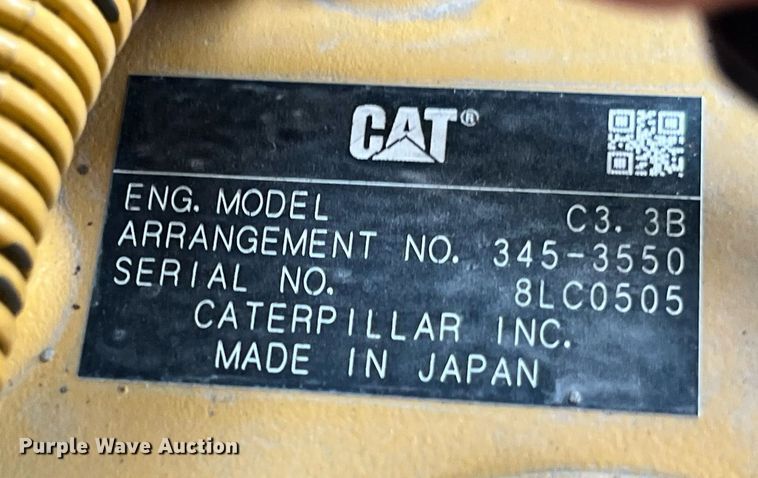 CAT®
ENG. MODEL C3. 3B
ARRANGEMENT NO. 345-3550
SERIAL NO. 8LC0505
CATERPILLAR INC.
MADE IN JAPAN
Purple Wave Auction